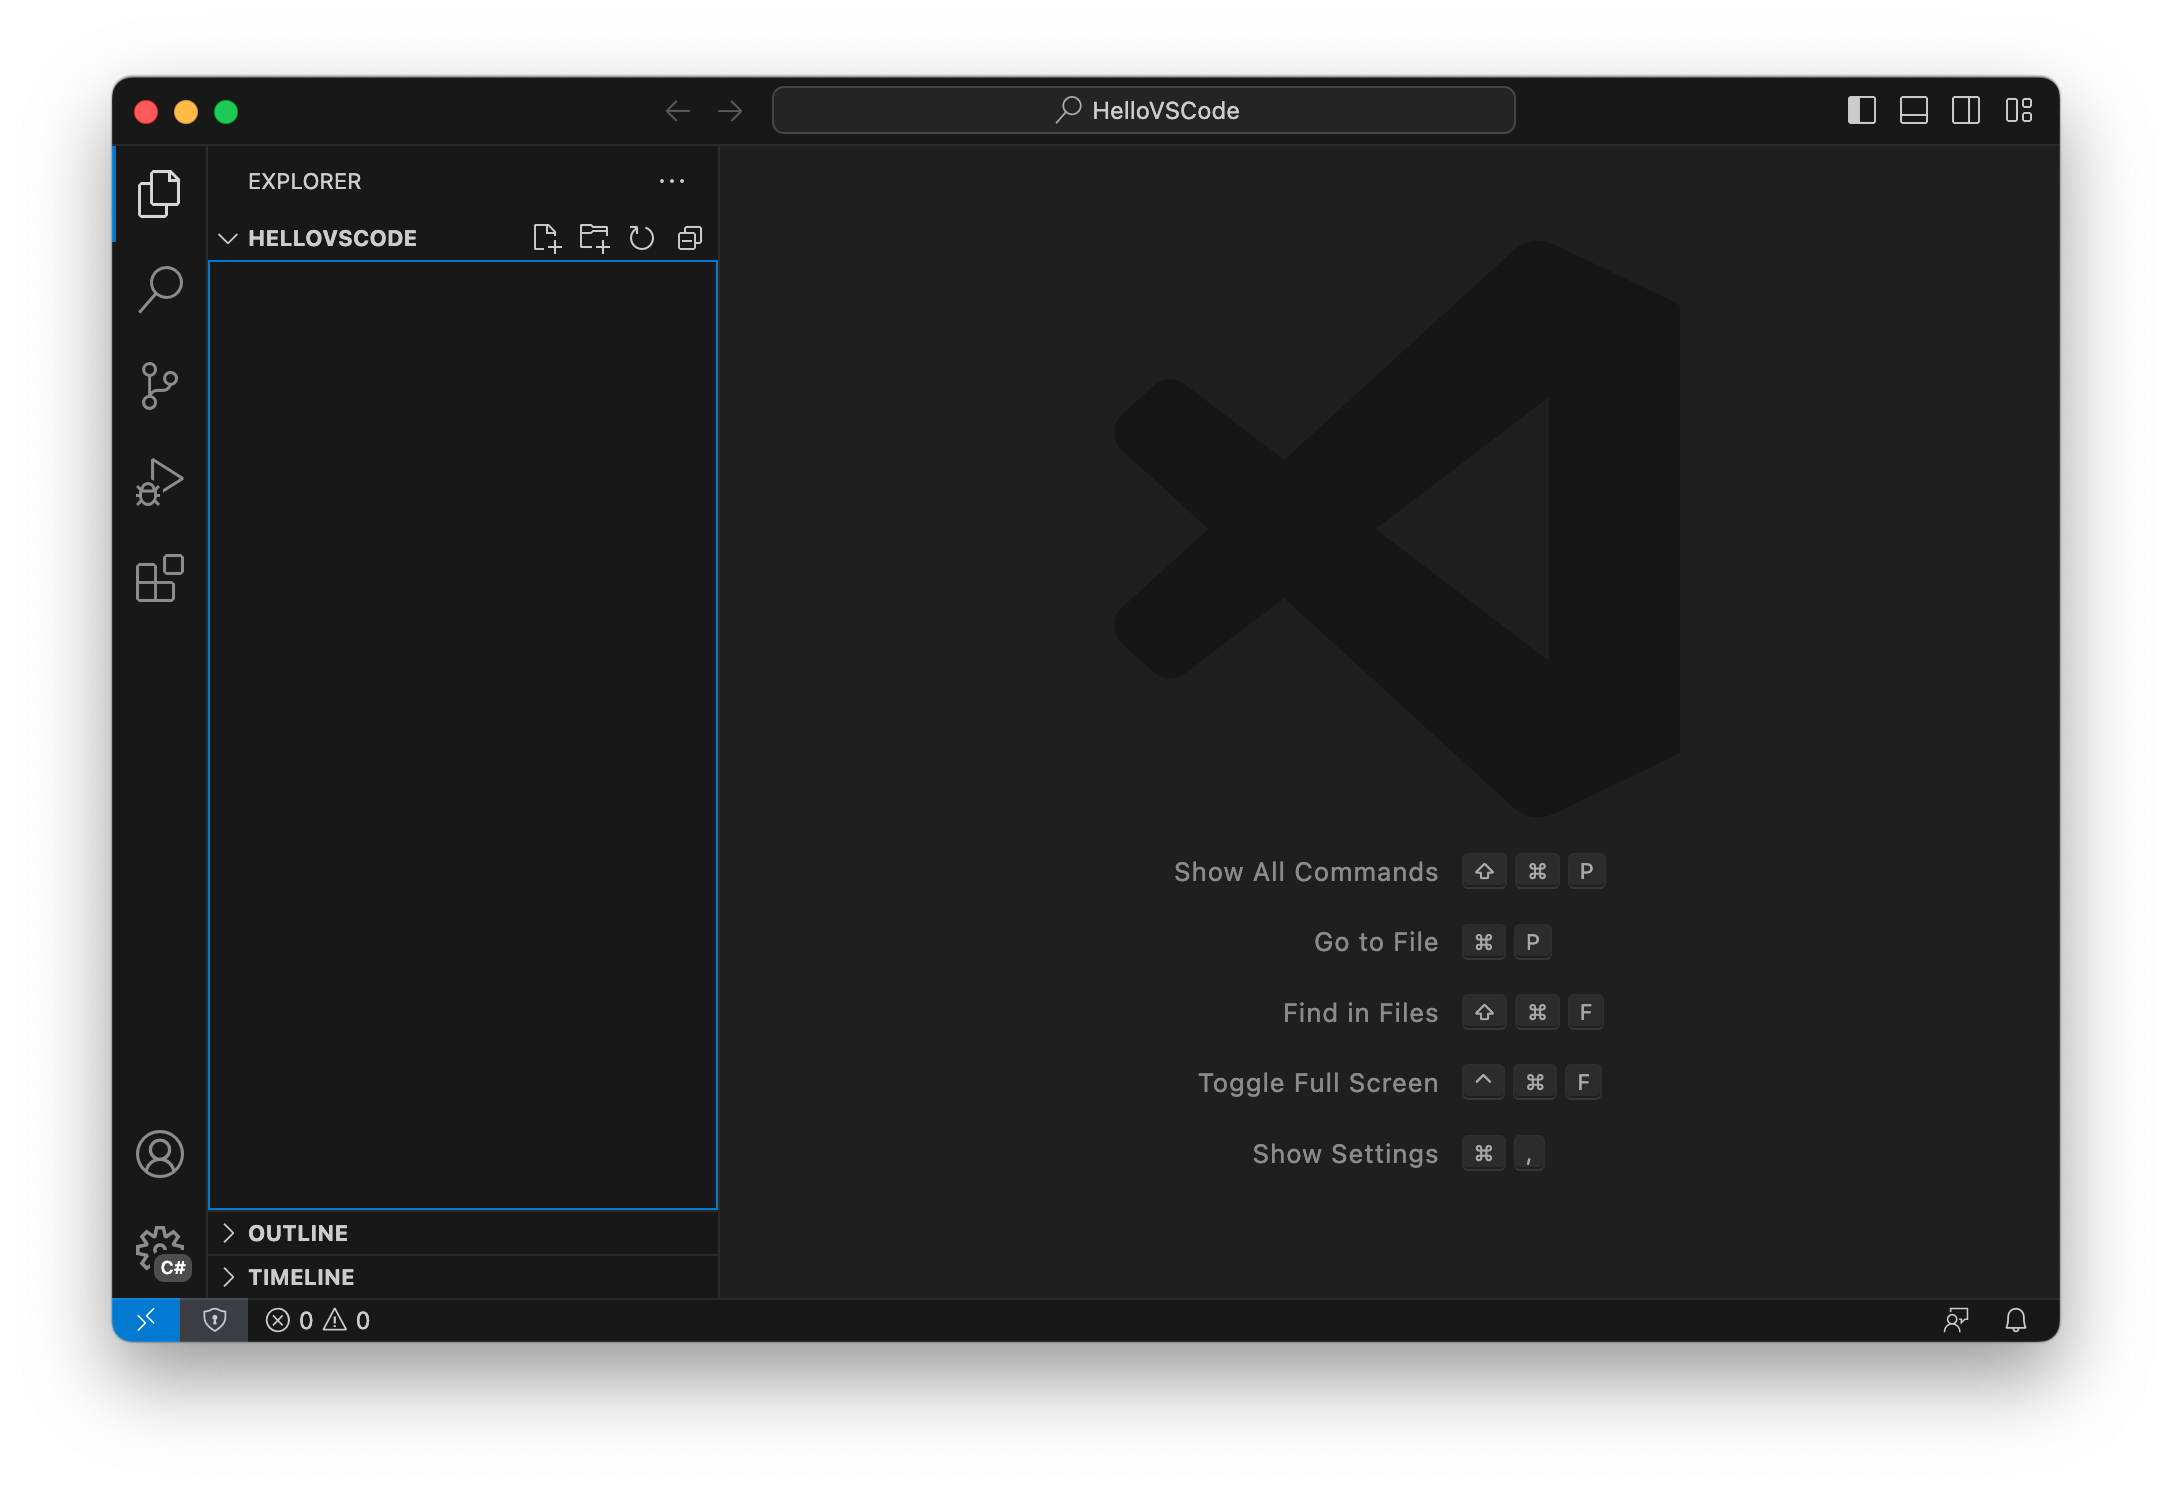 HelloVSCode
EXPLORER
HELLOVSCODE
Show All Commands ⇧ ⌘ P
Go to File ⌘ P
Find in Files ⇧ ⌘ F
Toggle Full Screen ^ ⌘ F
Show Settings ⌘ ,
OUTLINE
TIMELINE
C#
0 0